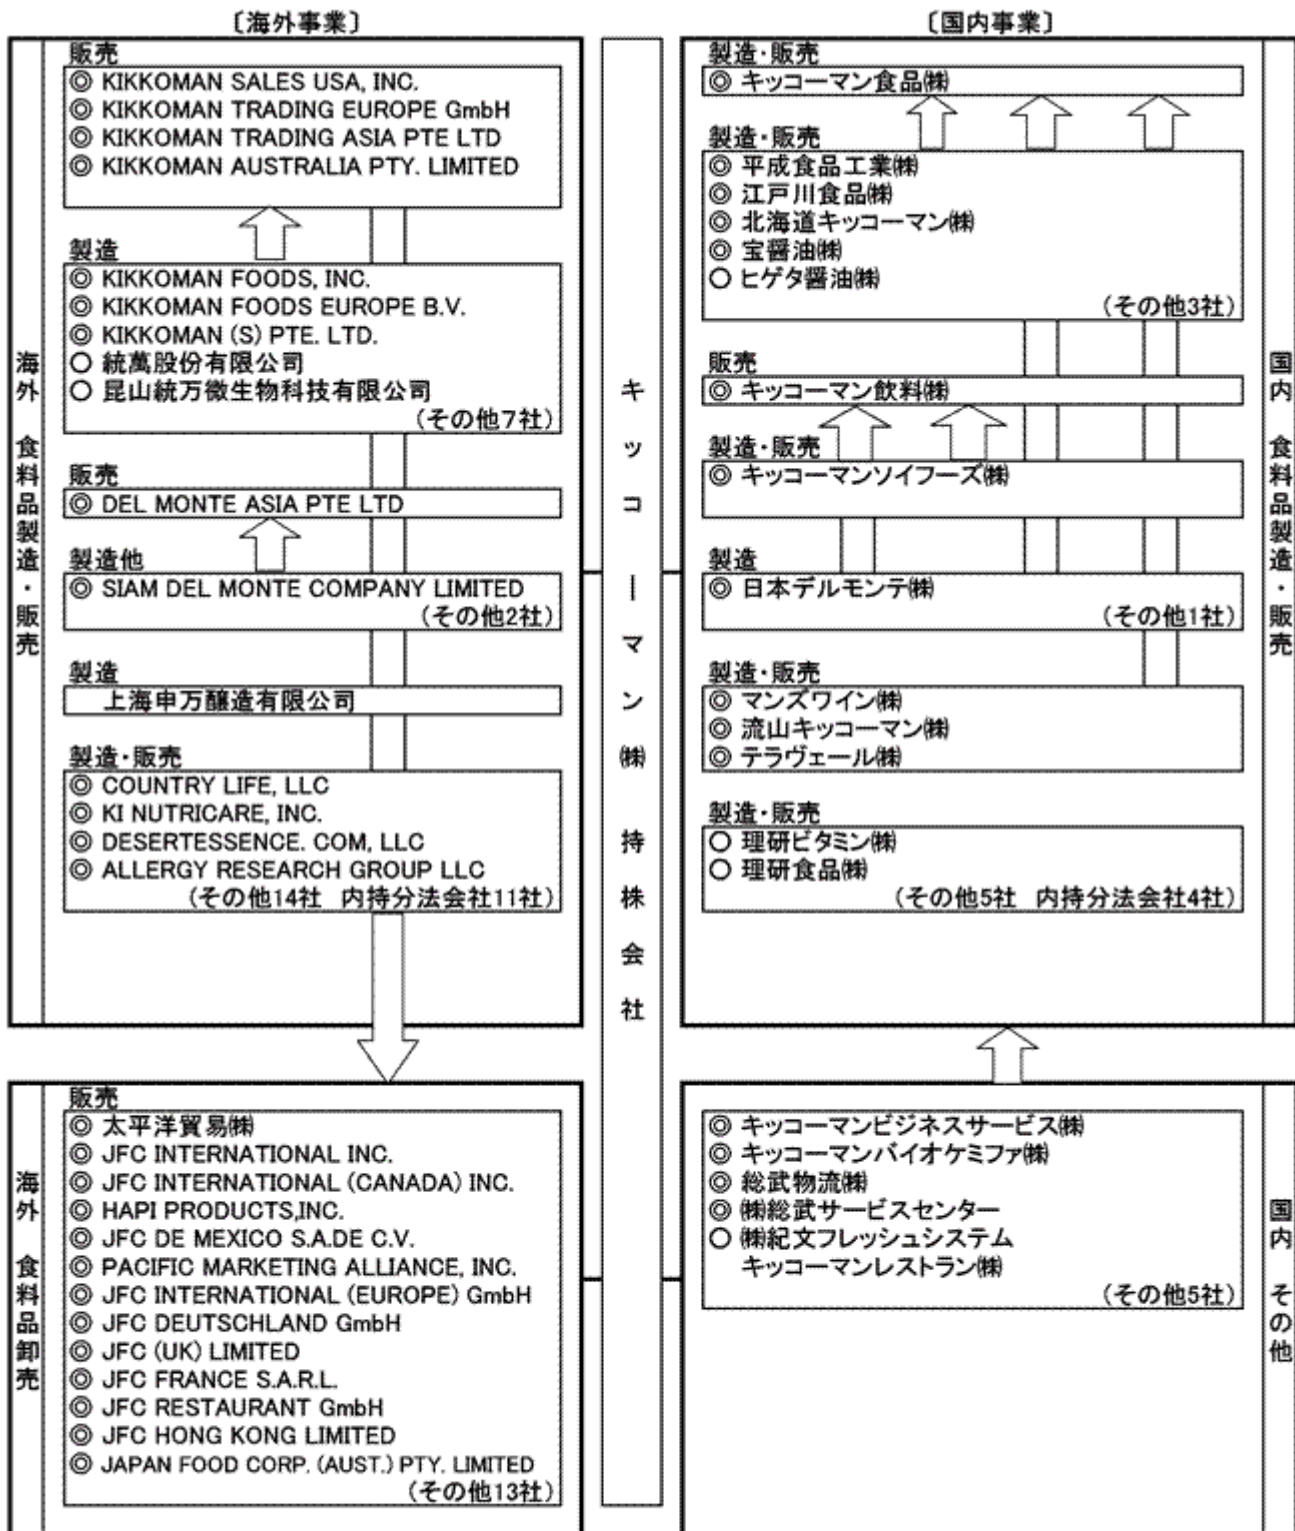 〔海外事業〕
海外 食料品製造・販売
販売
◎ KIKKOMAN SALES USA, INC.
◎ KIKKOMAN TRADING EUROPE GmbH
◎ KIKKOMAN TRADING ASIA PTE LTD
◎ KIKKOMAN AUSTRALIA PTY. LIMITED
製造
◎ KIKKOMAN FOODS, INC.
◎ KIKKOMAN FOODS EUROPE B.V.
◎ KIKKOMAN (S) PTE. LTD.
○ 統萬股份有限公司
○ 昆山統万微生物科技有限公司
(その他7社)
販売
◎ DEL MONTE ASIA PTE LTD
製造他
◎ SIAM DEL MONTE COMPANY LIMITED
(その他2社)
製造
上海申万醸造有限公司
製造・販売
◎ COUNTRY LIFE, LLC
◎ KI NUTRICARE, INC.
◎ DESERTESSENCE. COM, LLC
◎ ALLERGY RESEARCH GROUP LLC
(その他14社 内持分法会社11社)
海外 食料品卸売
販売
◎ 太平洋貿易㈱
◎ JFC INTERNATIONAL INC.
◎ JFC INTERNATIONAL (CANADA) INC.
◎ HAPI PRODUCTS,INC.
◎ JFC DE MEXICO S.A.DE C.V.
◎ PACIFIC MARKETING ALLIANCE, INC.
◎ JFC INTERNATIONAL (EUROPE) GmbH
◎ JFC DEUTSCHLAND GmbH
◎ JFC (UK) LIMITED
◎ JFC FRANCE S.A.R.L.
◎ JFC RESTAURANT GmbH
◎ JFC HONG KONG LIMITED
◎ JAPAN FOOD CORP. (AUST.) PTY. LIMITED
(その他13社)
キッコーマン㈱ 持株会社
〔国内事業〕
国内 食料品製造・販売
製造・販売
◎ キッコーマン食品㈱
製造・販売
◎ 平成食品工業㈱
◎ 江戸川食品㈱
◎ 北海道キッコーマン㈱
◎ 宝醤油㈱
○ ヒゲタ醤油㈱
(その他3社)
販売
◎ キッコーマン飲料㈱
製造・販売
◎ キッコーマンソイフーズ㈱
製造
◎ 日本デルモンテ㈱
(その他1社)
製造・販売
◎ マンズワイン㈱
◎ 流山キッコーマン㈱
◎ テラヴェール㈱
製造・販売
○ 理研ビタミン㈱
○ 理研食品㈱
(その他5社 内持分法会社4社)
国内 その他
◎ キッコーマンビジネスサービス㈱
◎ キッコーマンバイオケミファ㈱
◎ 総武物流㈱
◎ ㈱総武サービスセンター
○ ㈱紀文フレッシュシステム
キッコーマンレストラン㈱
(その他5社)